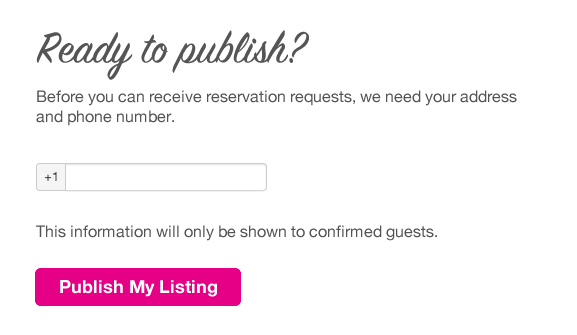 Ready to publish?
Before you can receive reservation requests, we need your address
and phone number.
+1
This information will only be shown to confirmed guests.
Publish My Listing